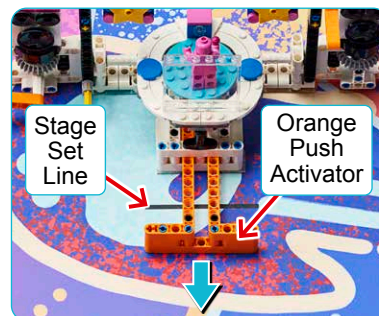 Stage
Set
Line
Orange
Push
Activator